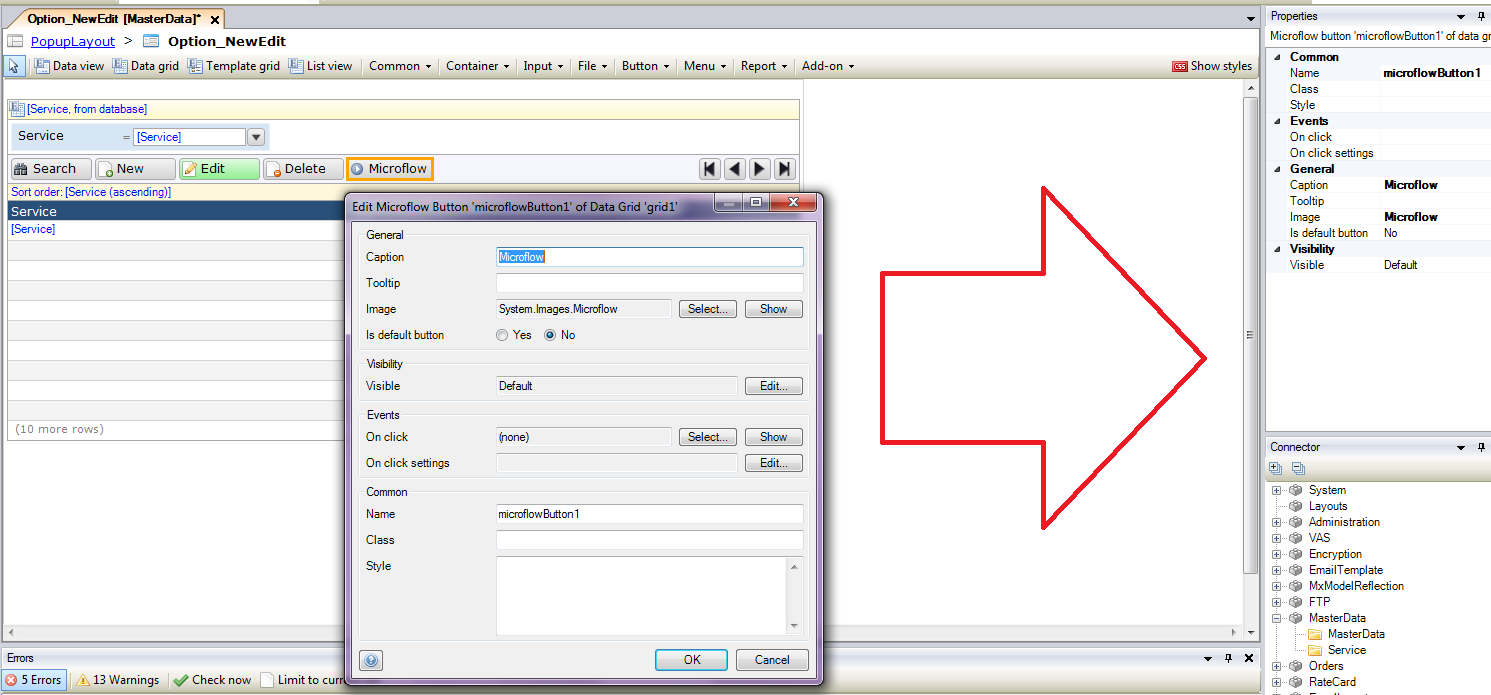 Option_NewEdit [MasterData]*
PopupLayout > Option_NewEdit
Data view Data grid Template grid List view Common Container Input File Button Menu Report Add-on CSS Show styles
[Service, from database]
Service = [Service]
Search New Edit Delete Microflow
Sort order: [Service (ascending)]
Service
[Service]
(10 more rows)
Edit Microflow Button 'microflowButton1' of Data Grid 'grid1'
General
Caption Microflow
Tooltip
Image System.Images.Microflow Select... Show
Is default button Yes No
Visibility
Visible Default Edit...
Events
On click (none) Select... Show
On click settings Edit...
Common
Name microflowButton1
Class
Style
OK Cancel
Errors
5 Errors 13 Warnings Check now Limit to
Properties
Microflow button 'microflowButton1' of data
Common
Name microflowButton1
Class
Style
Events
On click
On click settings
General
Caption Microflow
Tooltip
Image Microflow
Is default button No
Visibility
Visible Default
Connector
System
Layouts
Administration
VAS
Encryption
EmailTemplate
MxModelReflection
FTP
MasterData
MasterData
Service
Orders
RateCard